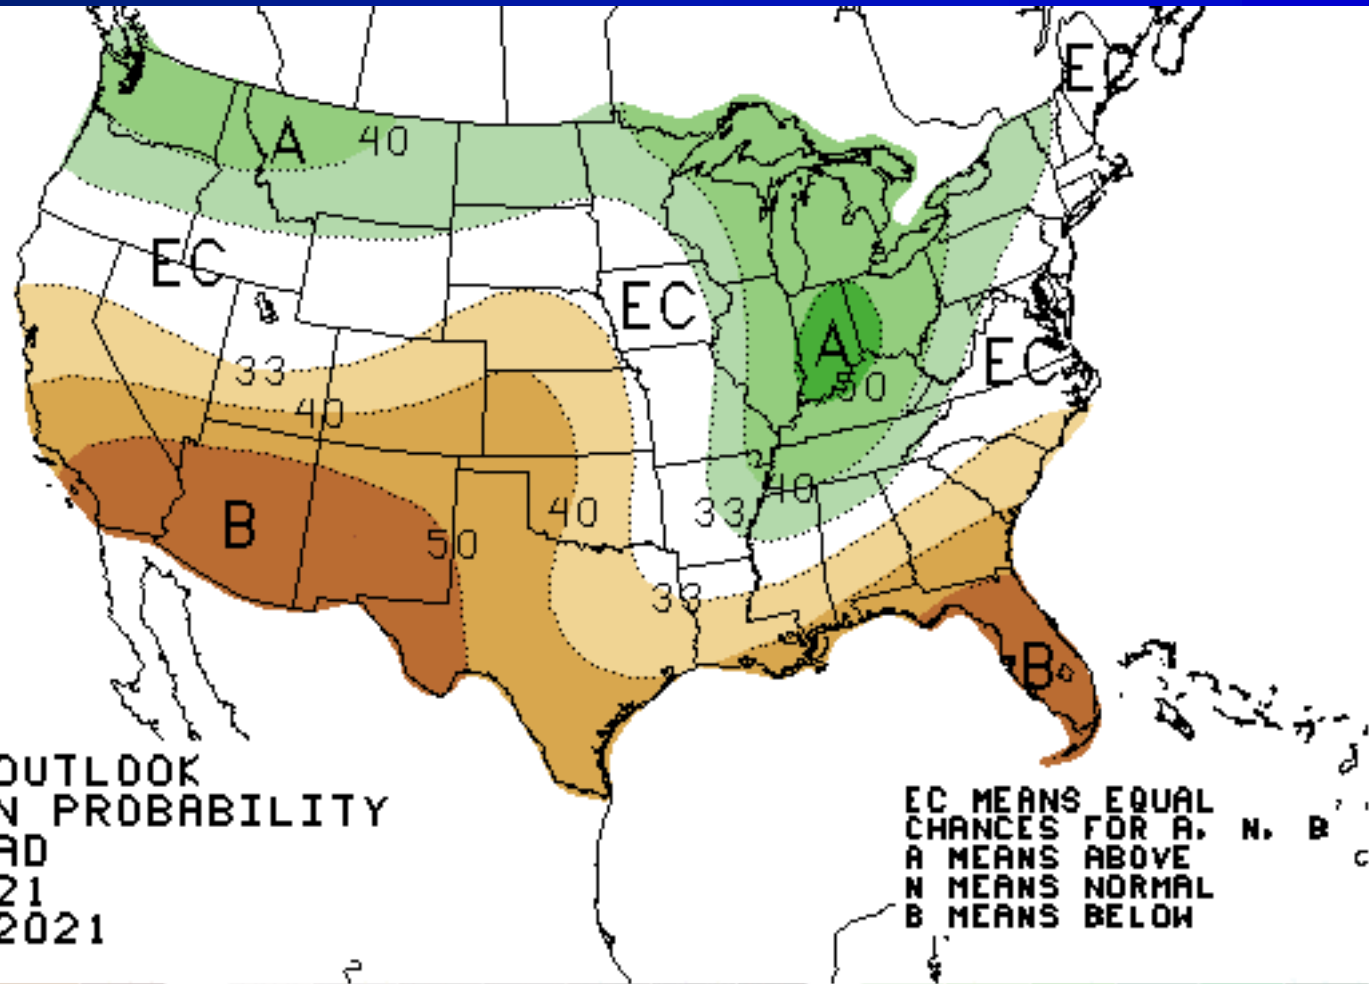 EC
A 40
EC
EC
A
EC
33
50
40
40
33
40
B
50
33
B
OUTLOOK
N PROBABILITY
AD
21
2021
EC MEANS EQUAL
CHANCES FOR A, N, B
A MEANS ABOVE
N MEANS NORMAL
B MEANS BELOW